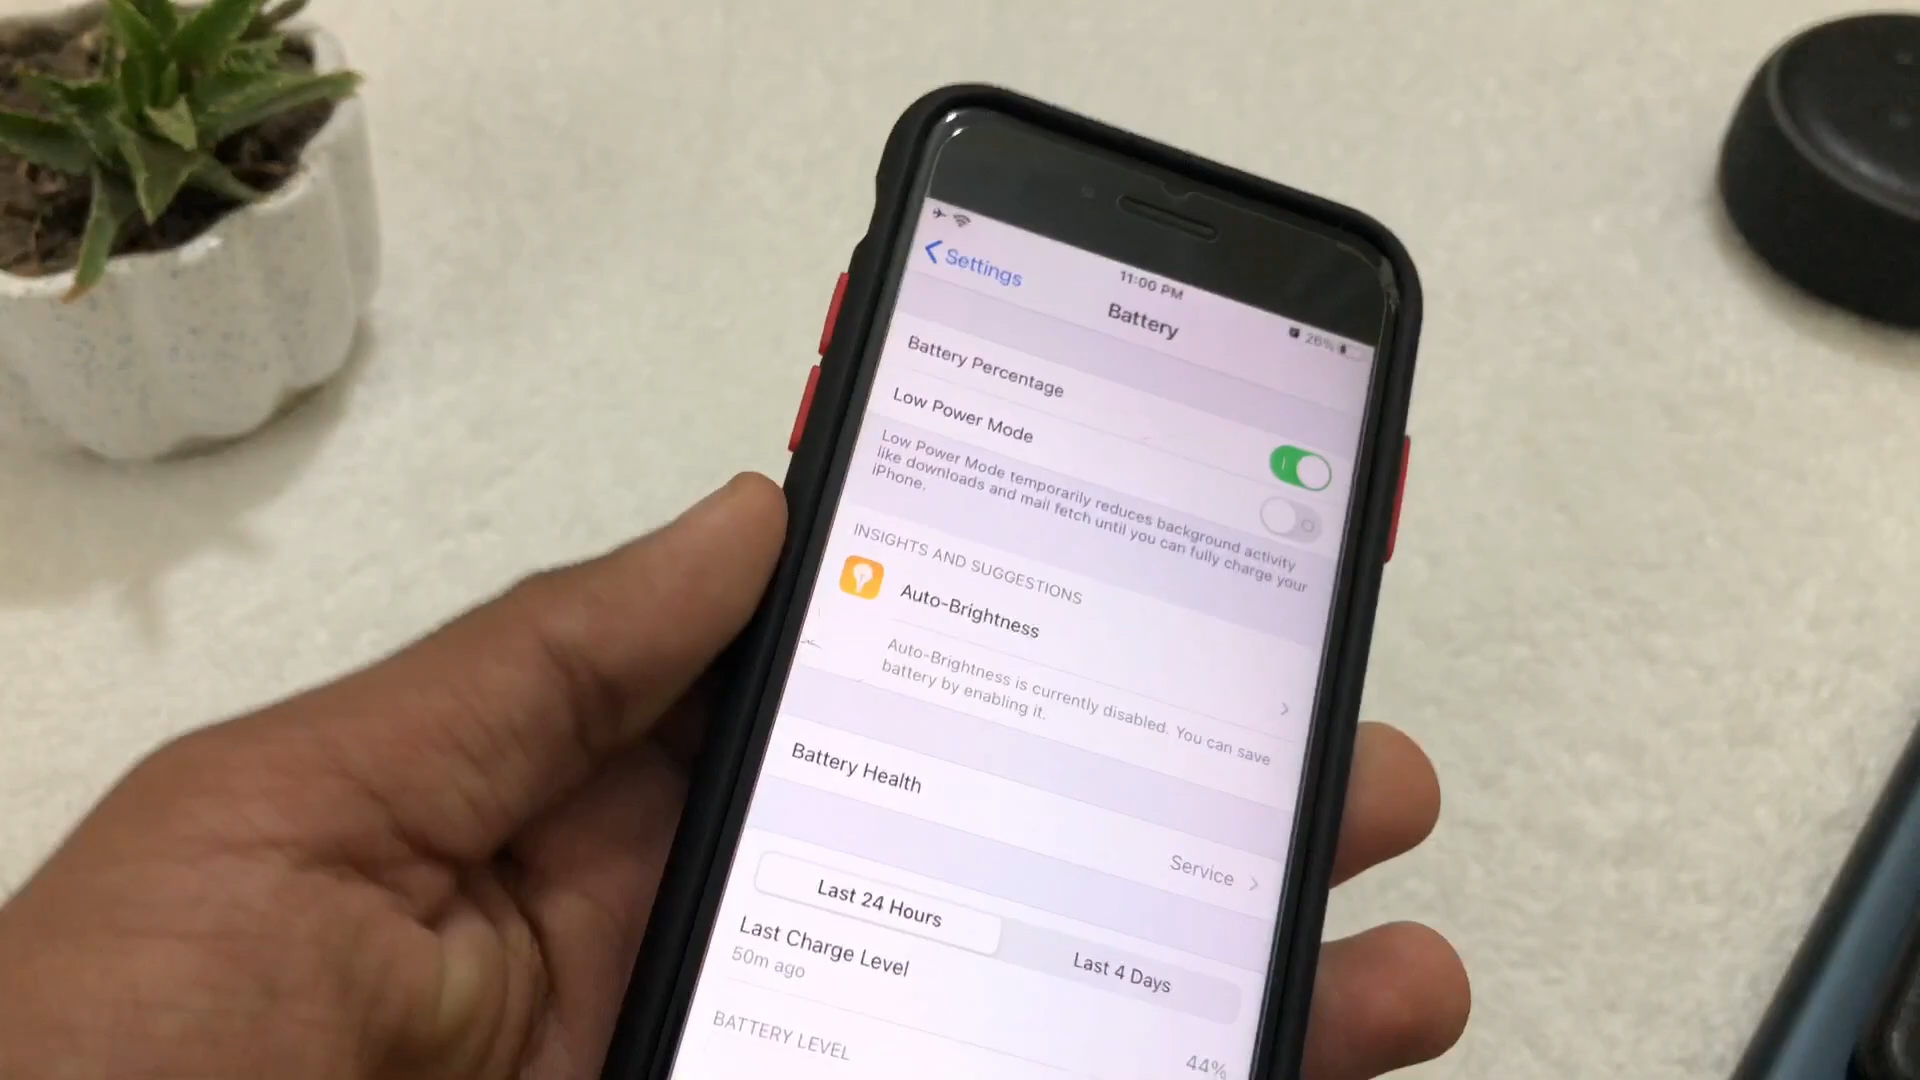 Settings
11:00 PM
26%
Battery
Battery Percentage
Low Power Mode
Low Power Mode temporarily reduces background activity
like downloads and mail fetch until you can fully charge your
iPhone.
INSIGHTS AND SUGGESTIONS
Auto-Brightness
Auto-Brightness is currently disabled. You can save
battery by enabling it.
Battery Health
Service
Last 24 Hours
Last 4 Days
Last Charge Level
50m ago
44%
BATTERY LEVEL